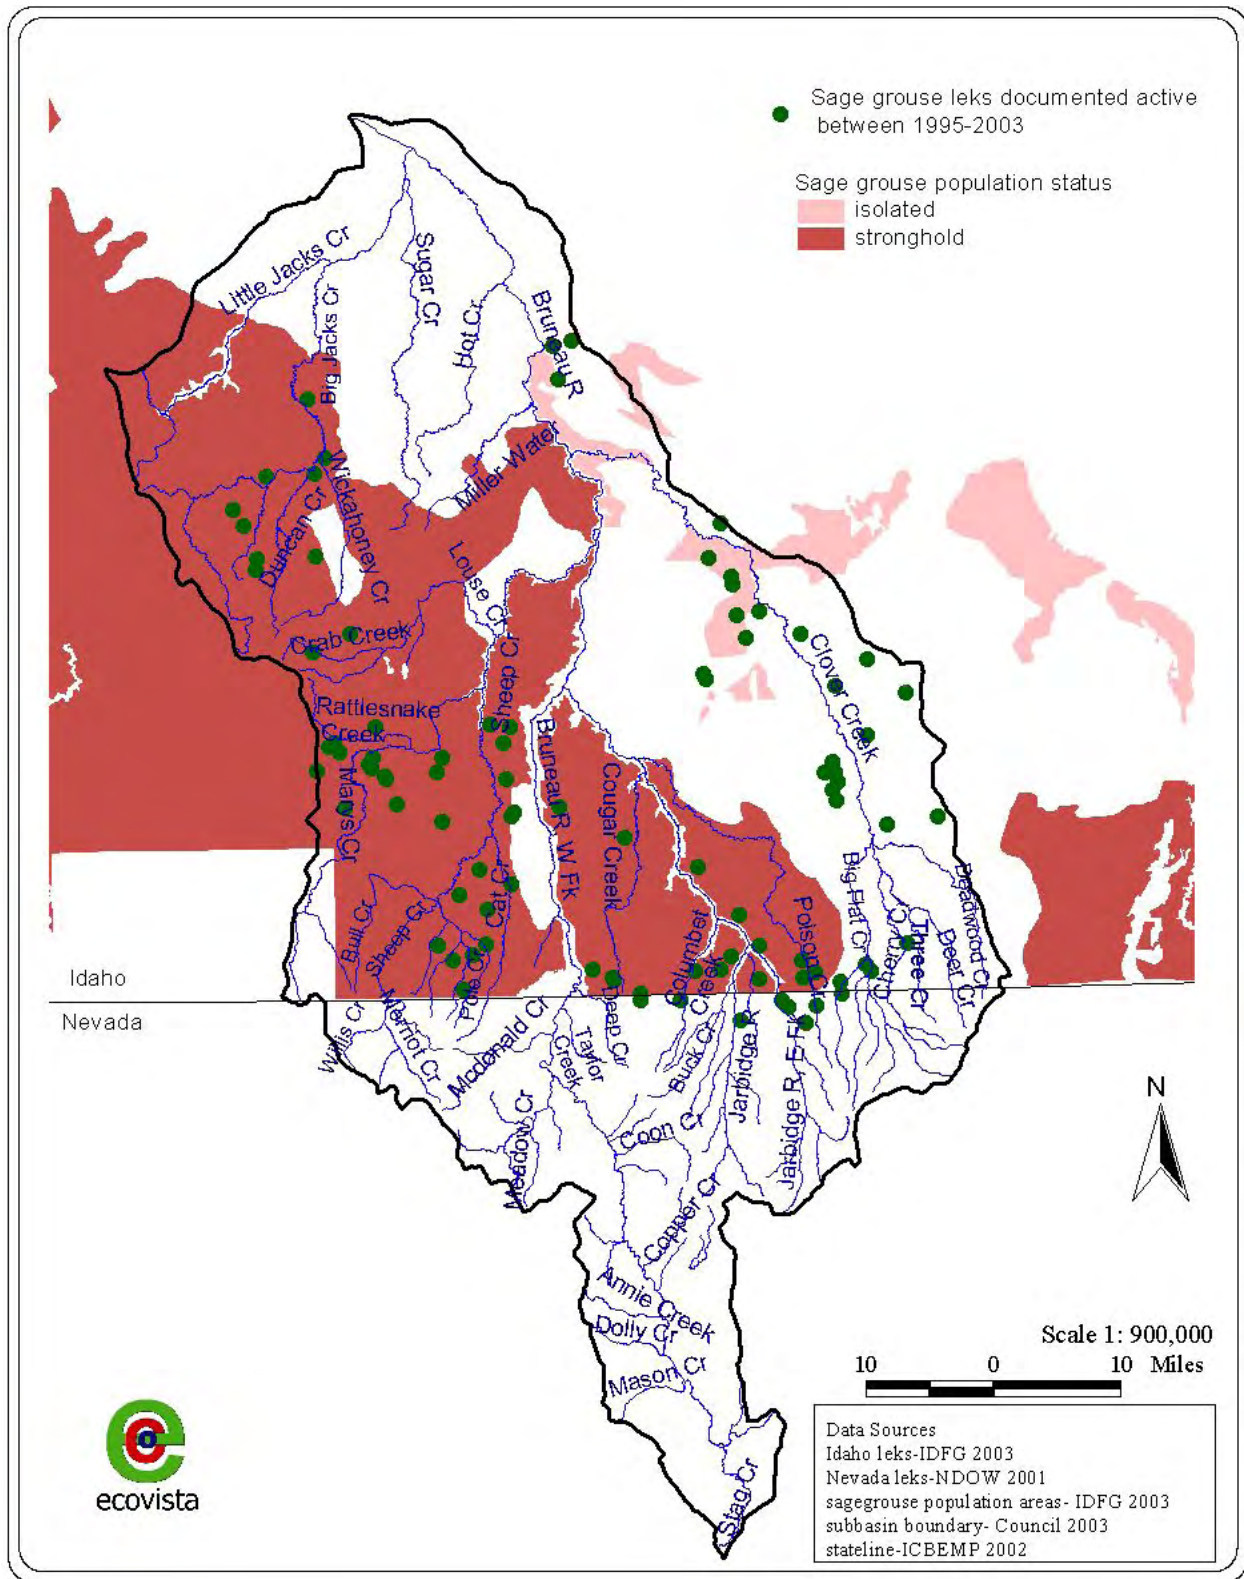 Sage grouse leks documented active
between 1995-2003
Sage grouse population status
isolated
stronghold
Little Jacks Cr
Big Jacks Cr
Sugar Cr
Hot Cr
Bruneau R
Miller Water
Wickahoney Cr
Duncan Cr
Louse Cr
Crab Creek
Sheep Cr
Clover Creek
Rattlesnake
Creek
Marys Cr
Bruneau R, W Fk
Cougar Creek
Cat Cr
Bull Cr
Sheep Cr
Pole Cr
Columbet
Creek
Poison Cr
Big Flat Cr
Cherry Cr
Three Cr
Deer Cr
Deadwood Cr
Idaho
Nevada
Willis Cr
Merriot Cr
Mcdonald Cr
Taylor
Creek
Deep Cr
Buck Cr
Jarbidge R
Jarbidge R, E Fk
Meadow Cr
Coon Cr
Copper Cr
Annie Creek
Dolly Cr
Mason Cr
Stag Cr
N
Scale 1: 900,000
10 0 10 Miles
Data Sources
Idaho leks-IDFG 2003
Nevada leks-NDOW 2001
sagegrouse population areas- IDFG 2003
subbasin boundary- Council 2003
stateline-ICBEMP 2002
ecovista